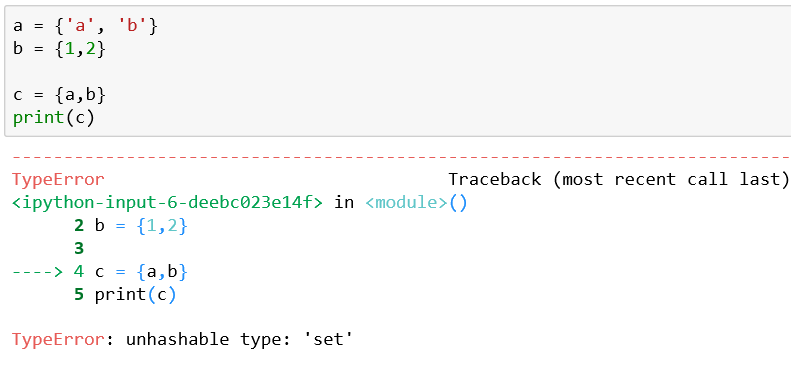 a = {'a', 'b'}
b = {1,2}
c = {a,b}
print(c)
---------------------------------------------------------------------------
TypeError                                 Traceback (most recent call last)
<ipython-input-6-deebc023e14f> in <module>()
      2 b = {1,2}
      3
----> 4 c = {a,b}
      5 print(c)
TypeError: unhashable type: 'set'